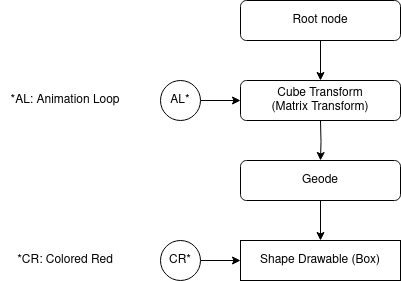 Root node
*AL: Animation Loop
AL*
Cube Transform
(Matrix Transform)
Geode
*CR: Colored Red
CR*
Shape Drawable (Box)